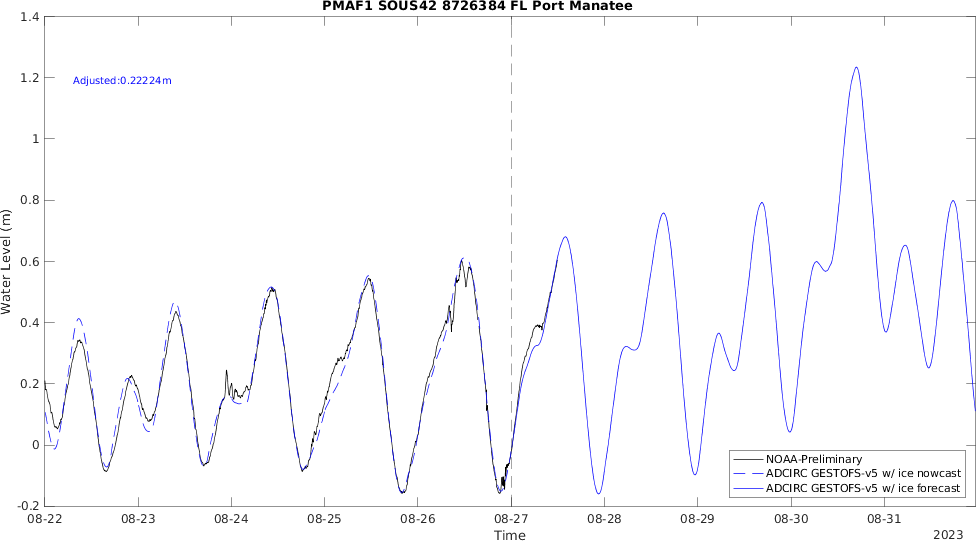 PMAF1 SOUS42 8726384 FL Port Manatee
1.4
1.2
1
0.8
0.6
0.4
0.2
0
-0.2
Water Level (m)
Adjusted:0.22224m
NOAA-Preliminary
ADCIRC GESTOFS-v5 w/ ice nowcast
ADCIRC GESTOFS-v5 w/ ice forecast
08-22 08-23 08-24 08-25 08-26 08-27 08-28 08-29 08-30 08-31
Time
2023